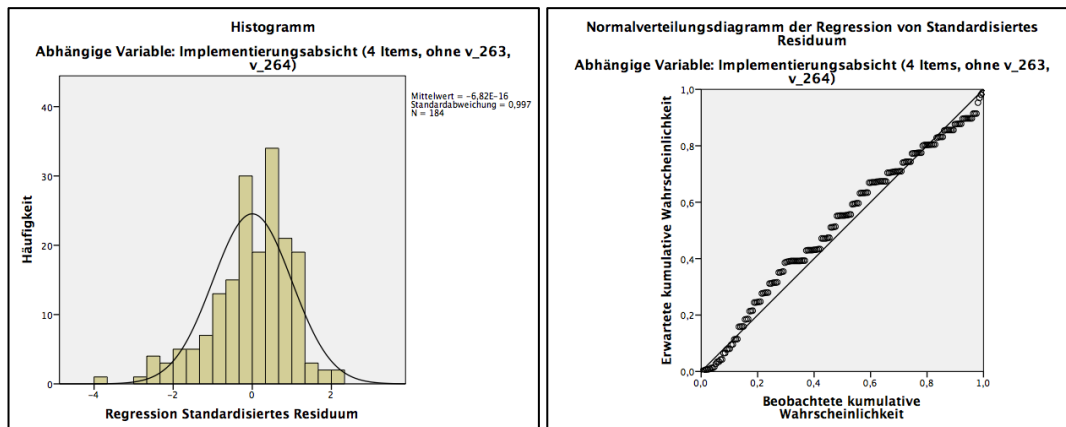 Histogramm
Abhängige Variable: Implementierungsabsicht (4 Items, ohne v_263,
v_264)
Mittelwert = -6,82E-16
Standardabweichung = 0,997
N = 184
Häufigkeit
40
30
20
10
0
-4
-2
0
2
Regression Standardisiertes Residuum
Normalverteilungsdiagramm der Regression von Standardisiertes
Residuum
Abhängige Variable: Implementierungsabsicht (4 Items, ohne v_263,
v_264)
Erwartete kumulative Wahrscheinlichkeit
1,0
0,8
0,6
0,4
0,2
0,0
0,0
0,2
0,4
0,6
0,8
1,0
Beobachtete kumulative
Wahrscheinlichkeit